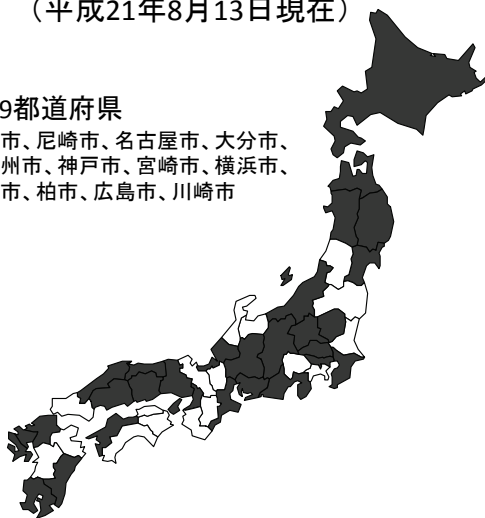 （平成21年8月13日現在）
9都道府県
市、尼崎市、名古屋市、大分市、
州市、神戸市、宮崎市、横浜市、
市、柏市、広島市、川崎市